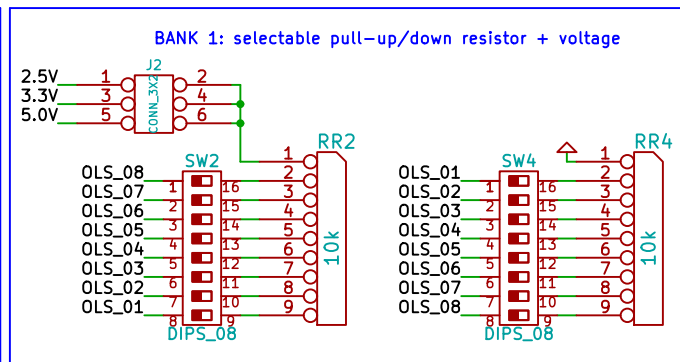 BANK 1: selectable pull-up/down resistor + voltage
J2
2.5V 1 2
3.3V 3 4
5.0V 5 6
CONN_3X2
RR2
1
2
3
4
5
6
7
8
9
10k
SW2
OLS_08 1 16
OLS_07 2 15
OLS_06 3 14
OLS_05 4 13
OLS_04 5 12
OLS_03 6 11
OLS_02 7 10
OLS_01 8 9
DIPS_08
RR4
1
2
3
4
5
6
7
8
9
10k
SW4
OLS_01 1 16
OLS_02 2 15
OLS_03 3 14
OLS_04 4 13
OLS_05 5 12
OLS_06 6 11
OLS_07 7 10
OLS_08 8 9
DIPS_08